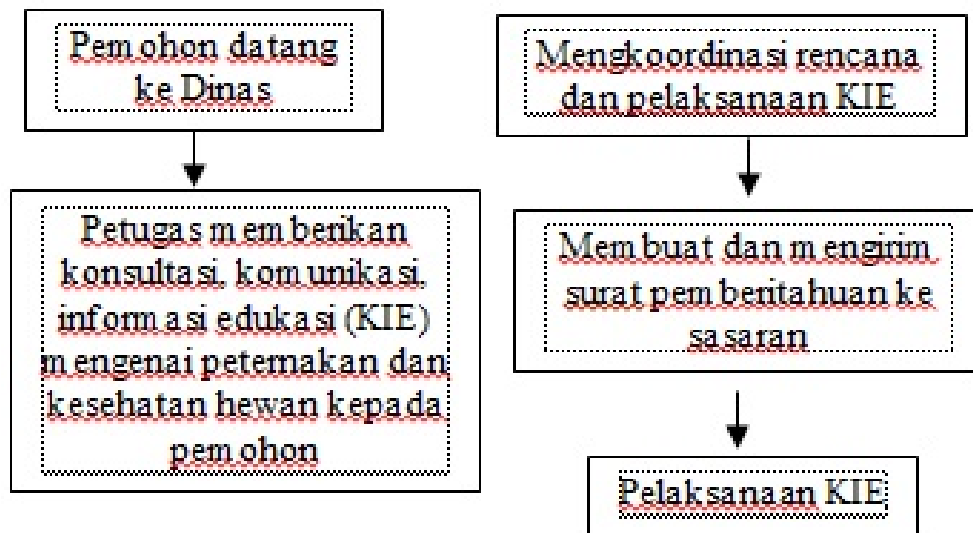 Pemohon datang
ke Dinas
Petugas memberikan
konsultasi, komunikasi,
informasi edukasi (KIE)
mengenai peternakan dan
kesehatan hewan kepada
pemohon
Mengkoordinasi rencana
dan pelaksanaan KIE
Membuat dan mengirim
surat pemberitahuan ke
sasaran
Pelaksanaan KIE